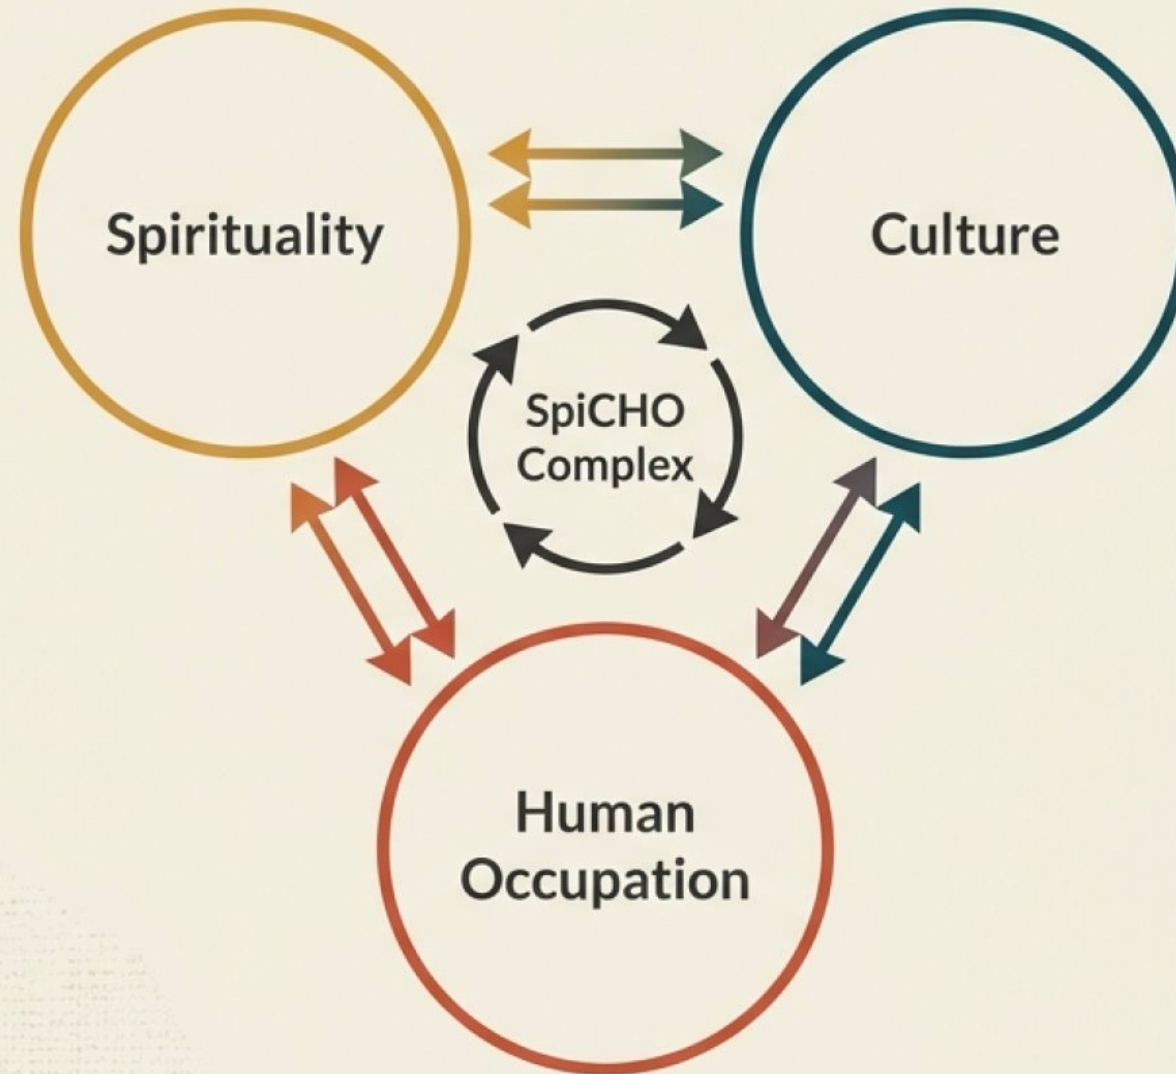 Spirituality
Culture
SpiCHO
Complex
Human
Occupation